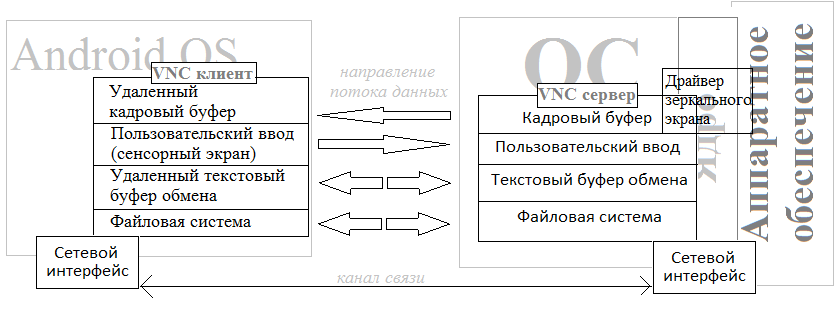 Android OS
VNC клиент
Удаленный
кадровый буфер
Пользовательский ввод
(сенсорный экран)
Удаленный текстовый
буфер обмена
Файловая система
Сетевой
интерфейс
направление
потока данных
канал связи
ОС
VNC сервер
Кадровый буфер
Пользовательский ввод
Текстовый буфер обмена
Файловая система
Драйвер
зеркального
экрана
ядро
Сетевой
интерфейс
Аппаратное
обеспечение